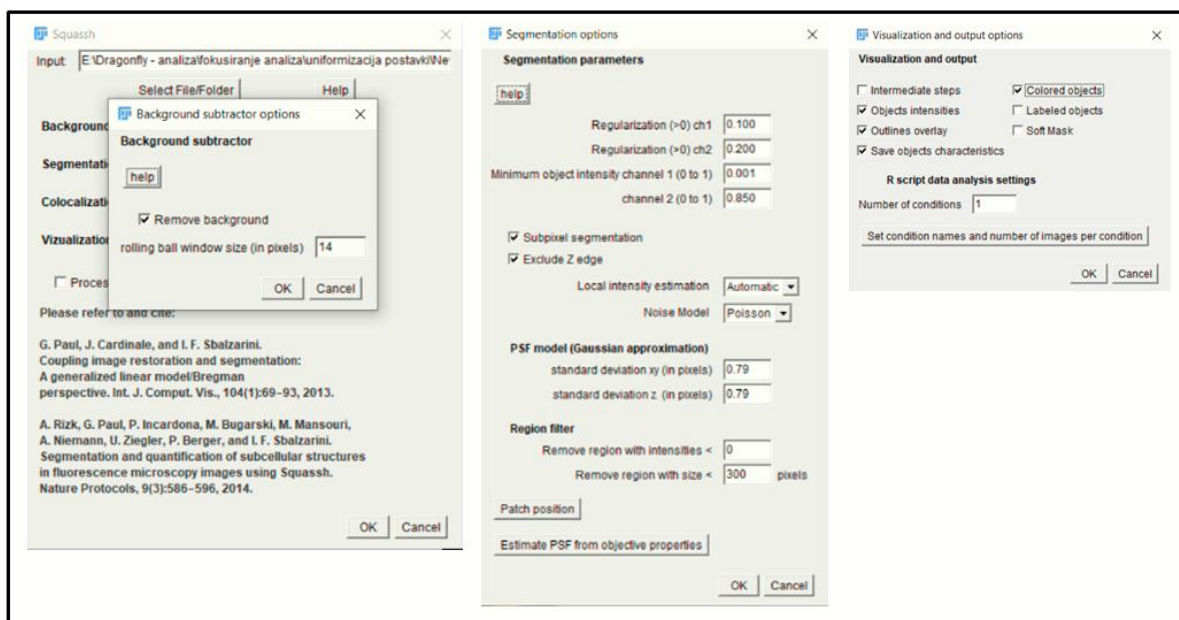 Squassh
Input: E:\Dragonfly - analiza\fokusiranje analiza\uniformizacija postavki\Ne
Select File/Folder Help
Background subtractor options
Background
Background subtractor
Segmentati
help
Colocalizati
Remove background
Vizualization
rolling ball window size (in pixels) 14
Proces
OK Cancel
Please refer to and cite:
G. Paul, J. Cardinale, and I. F. Sbalzarini.
Coupling image restoration and segmentation:
A generalized linear model/Bregman
perspective. Int. J. Comput. Vis., 104(1):69–93, 2013.
A. Rizk, G. Paul, P. Incardona, M. Bugarski, M. Mansouri,
A. Niemann, U. Ziegler, P. Berger, and I. F. Sbalzarini.
Segmentation and quantification of subcellular structures
in fluorescence microscopy images using Squassh.
Nature Protocols, 9(3):586–596, 2014.
OK Cancel
Segmentation options
Segmentation parameters
help
Regularization (>0) ch1 0.100
Regularization (>0) ch2 0.200
Minimum object intensity channel 1 (0 to 1) 0.001
channel 2 (0 to 1) 0.850
Subpixel segmentation
Exclude Z edge
Local intensity estimation Automatic
Noise Model Poisson
PSF model (Gaussian approximation)
standard deviation xy (in pixels) 0.79
standard deviation z (in pixels) 0.79
Region filter
Remove region with intensities < 0
Remove region with size < 300 pixels
Patch position
Estimate PSF from objective properties
OK Cancel
Visualization and output options
Visualization and output
Intermediate steps Colored objects
Objects intensities Labeled objects
Outlines overlay Soft Mask
Save objects characteristics
R script data analysis settings
Number of conditions 1
Set condition names and number of images per condition
OK Cancel